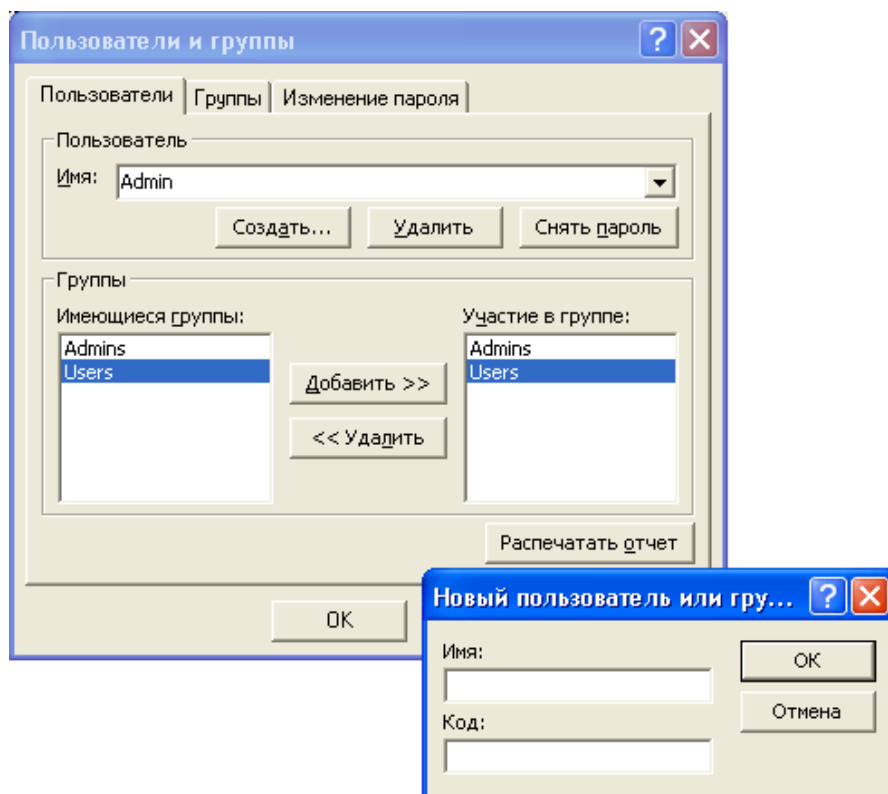 Пользователи и группы
Пользователи Группы Изменение пароля
Пользователь
Имя: Admin
Создать... Удалить Снять пароль
Группы
Имеющиеся группы: Участие в группе:
Admins Admins
Users Users
Добавить >>
<< Удалить
Распечатать отчет
OK
Новый пользователь или гру...
Имя:
OK
Отмена
Код: